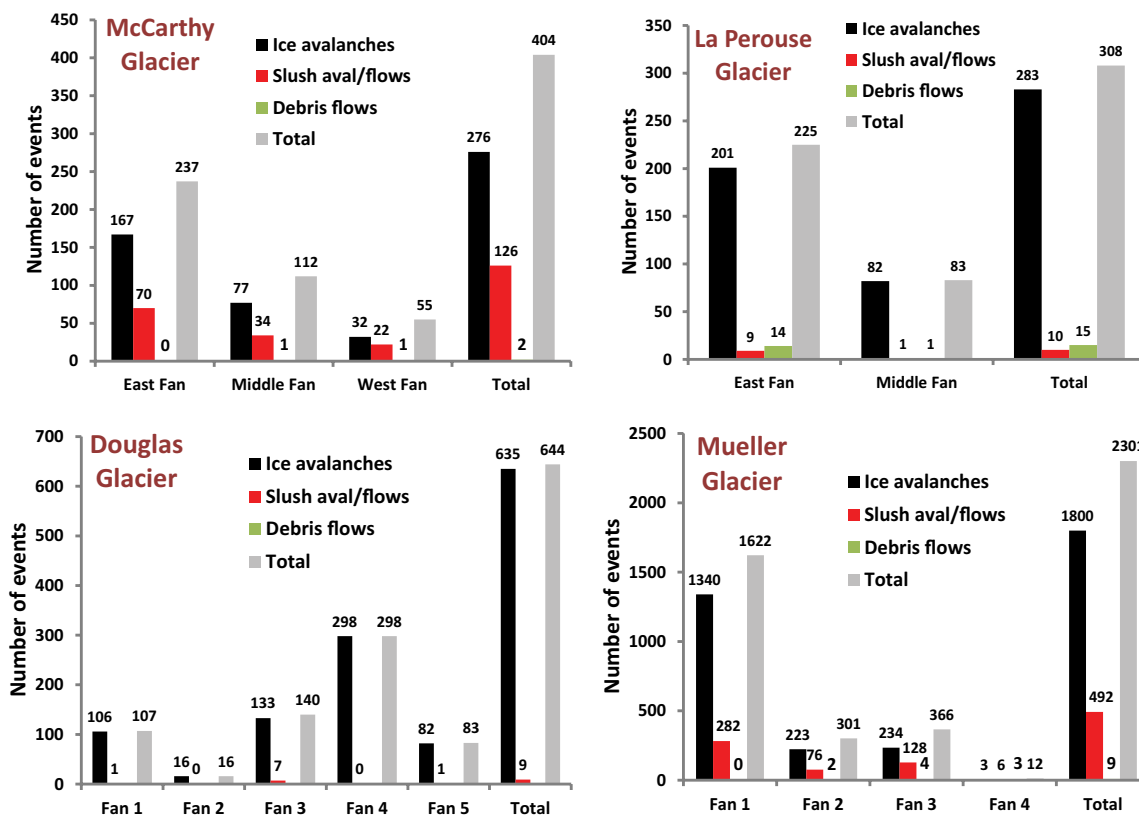 McCarthy
Glacier
Number of events
450
400
350
300
250
200
150
100
50
0
Ice avalanches
Slush aval/flows
Debris flows
Total
167
70
0
237
77
34
1
112
32
22
1
55
276
126
2
404
East Fan
Middle Fan
West Fan
Total
La Perouse
Glacier
Number of events
350
300
250
200
150
100
50
0
Ice avalanches
Slush aval/flows
Debris flows
Total
201
9
14
225
82
1
1
83
283
10
15
308
East Fan
Middle Fan
Total
Douglas
Glacier
Number of events
700
600
500
400
300
200
100
0
Ice avalanches
Slush aval/flows
Debris flows
Total
106
1
107
16
0
16
133
7
140
298
0
298
82
1
83
635
9
644
Fan 1
Fan 2
Fan 3
Fan 4
Fan 5
Total
Mueller
Glacier
Number of events
2500
2000
1500
1000
500
0
Ice avalanches
Slush aval/flows
Debris flows
Total
1340
282
0
1622
223
76
2
301
234
128
4
366
3
6
3
12
1800
492
9
2301
Fan 1
Fan 2
Fan 3
Fan 4
Total